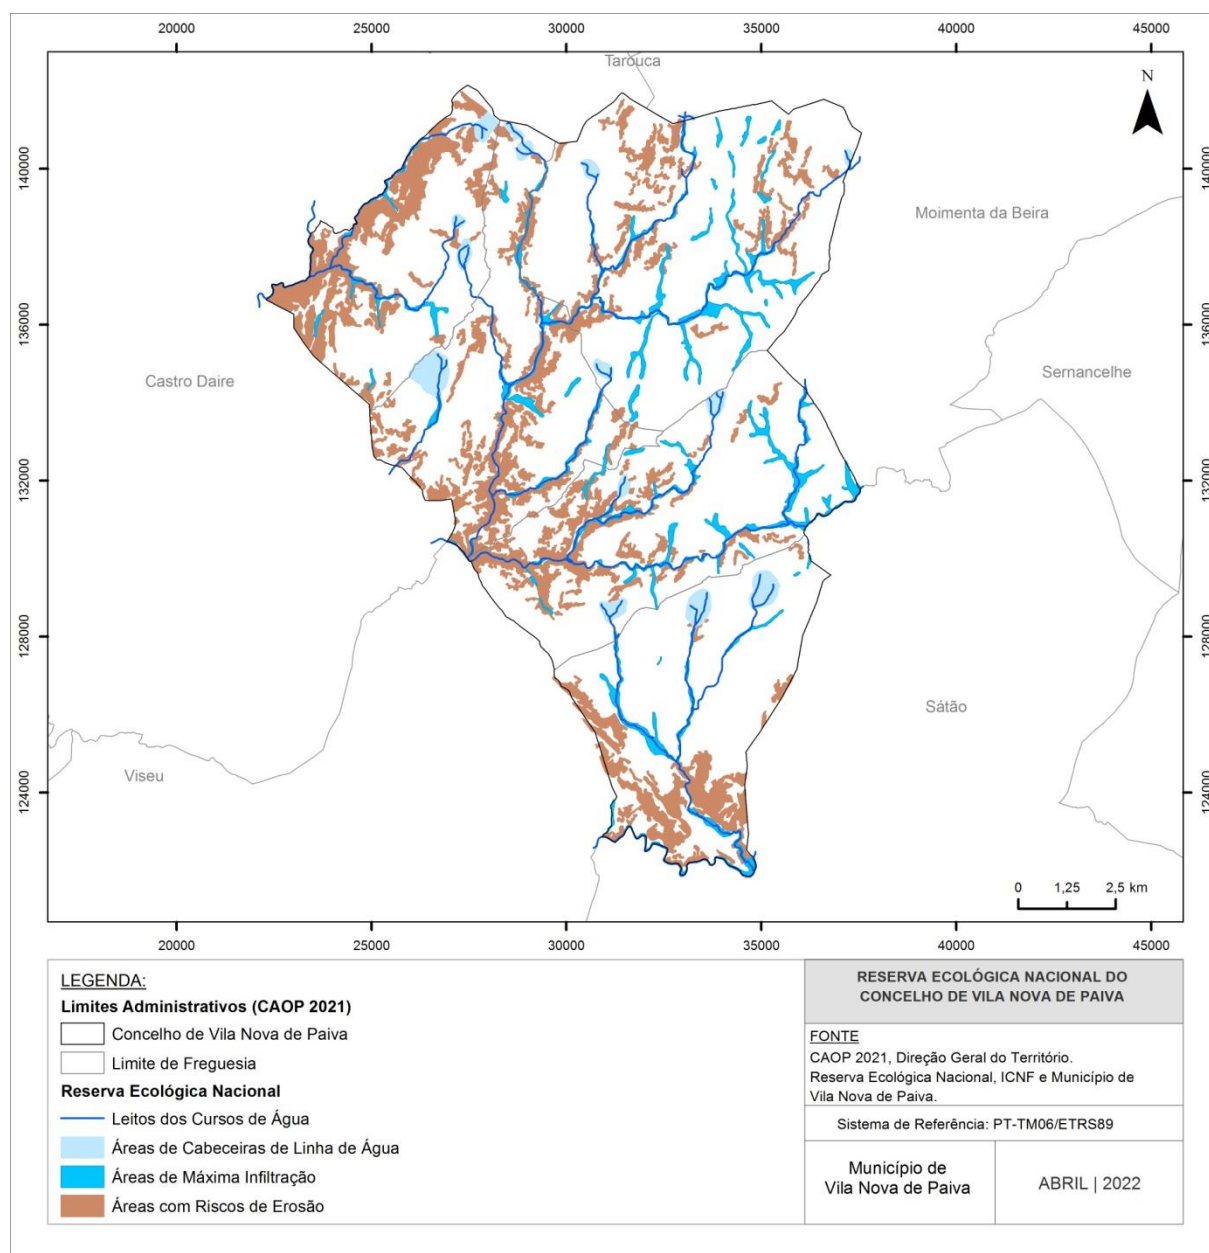 20000 25000 30000 35000 40000 45000
Tarouca
N
140000 140000
Moimenta da Beira
136000 136000
Castro Daire
Sernancelhe
132000 132000
128000 128000
Sátão
Viseu
124000 124000
0 1,25 2,5 km
20000 25000 30000 35000 40000 45000
LEGENDA:
Limites Administrativos (CAOP 2021)
Concelho de Vila Nova de Paiva
Limite de Freguesia
Reserva Ecológica Nacional
Leitos dos Cursos de Água
Áreas de Cabeceiras de Linha de Água
Áreas de Máxima Infiltração
Áreas com Riscos de Erosão
RESERVA ECOLÓGICA NACIONAL DO
CONCELHO DE VILA NOVA DE PAIVA
FONTE
CAOP 2021, Direção Geral do Território.
Reserva Ecológica Nacional, ICNF e Município de
Vila Nova de Paiva.
Sistema de Referência: PT-TM06/ETRS89
Município de
Vila Nova de Paiva
ABRIL | 2022